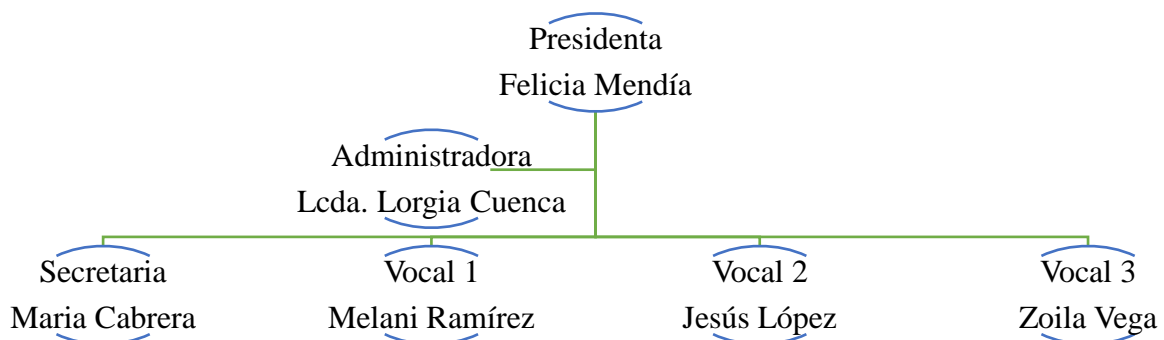 Presidenta
Felicia Mendía
Administradora
Lcda. Lorgia Cuenca
Secretaria
Maria Cabrera
Vocal 1
Melani Ramírez
Vocal 2
Jesús López
Vocal 3
Zoila Vega